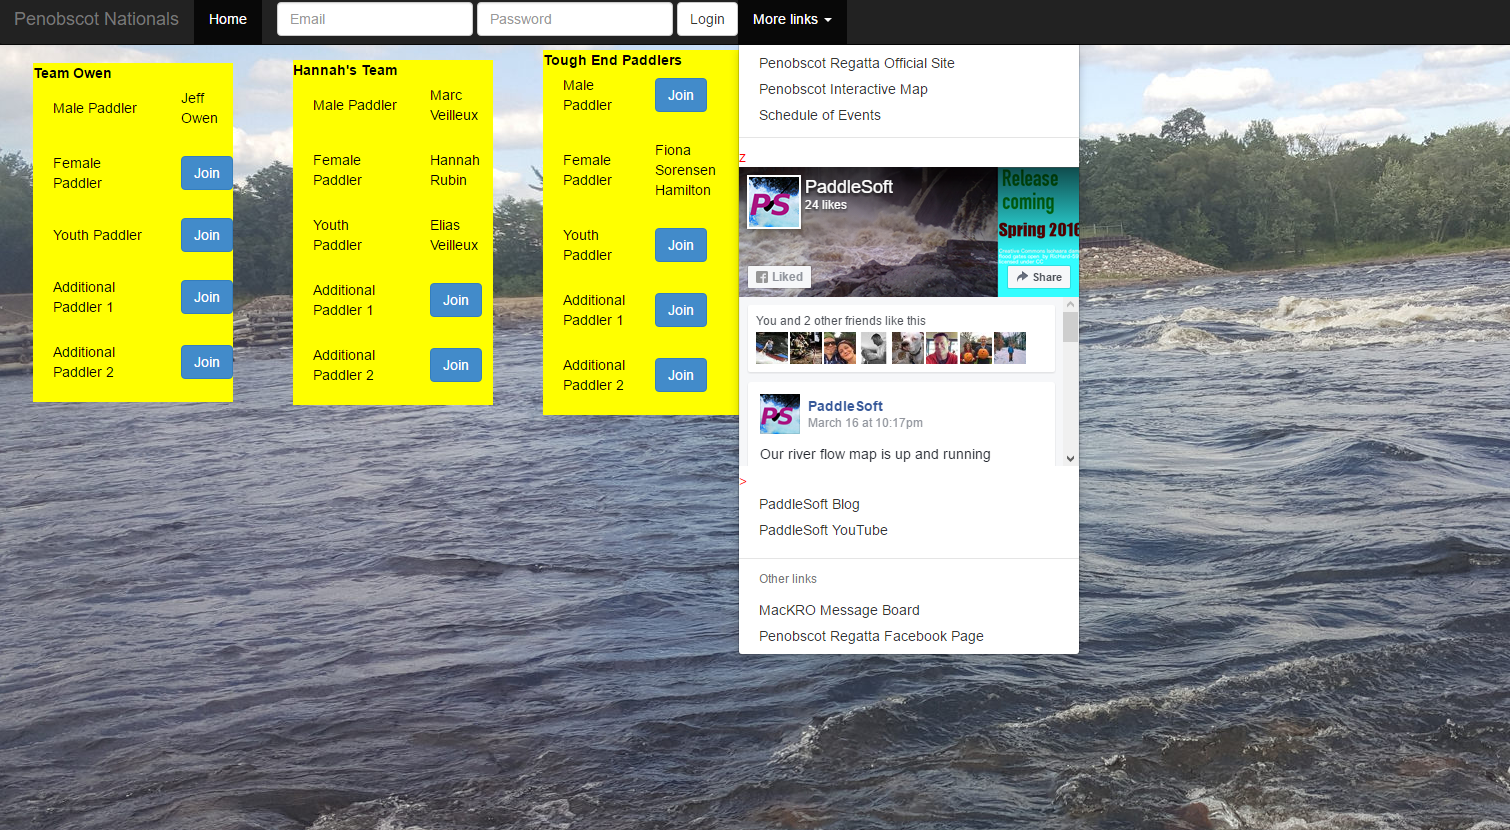 Penobscot Nationals
Home
Email
Password
Login
More links
Team Owen
Male Paddler
Jeff
Owen
Female
Paddler
Join
Youth Paddler
Join
Additional
Paddler 1
Join
Additional
Paddler 2
Join
Hannah's Team
Male Paddler
Marc
Veilleux
Female
Paddler
Hannah
Rubin
Youth
Paddler
Elias
Veilleux
Additional
Paddler 1
Join
Additional
Paddler 2
Join
Tough End Paddlers
Male
Paddler
Join
Female
Paddler
Fiona
Sorensen
Hamilton
Youth
Paddler
Join
Additional
Paddler 1
Join
Additional
Paddler 2
Join
Penobscot Regatta Official Site
Penobscot Interactive Map
Schedule of Events
z
PS
PaddleSoft
24 likes
Release
coming
Spring 2016
Liked
Share
You and 2 other friends like this
PS
PaddleSoft
March 16 at 10:17pm
Our river flow map is up and running
>
PaddleSoft Blog
PaddleSoft YouTube
Other links
MacKRO Message Board
Penobscot Regatta Facebook Page